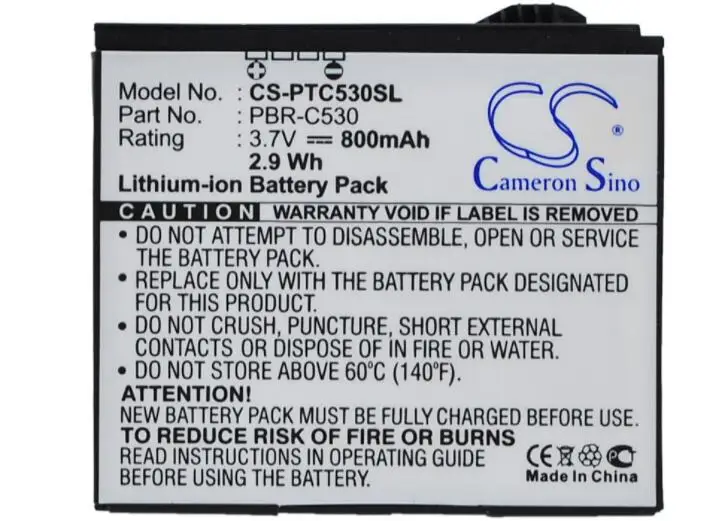 Model No. : CS-PTC530SL
Part No. : PBR-C530
Rating : 3.7V 800mAh
2.9 Wh
Lithium-ion Battery Pack
CS ®
Cameron Sino
CAUTION WARRANTY VOID IF LABEL IS REMOVED
• DO NOT ATTEMPT TO DISASSEMBLE, OPEN OR SERVICE
THE BATTERY PACK.
• REPLACE ONLY WITH THE BATTERY PACK DESIGNATED
FOR THIS PRODUCT.
• DO NOT CRUSH, PUNCTURE, SHORT EXTERNAL
CONTACTS OR DISPOSE OF IN FIRE OR WATER.
• DO NOT STORE ABOVE 60°C (140°F).
ATTENTION!
NEW BATTERY PACK MUST BE FULLY CHARGED BEFORE USE.
TO REDUCE RISK OF FIRE OR BURNS
READ INSTRUCTIONS IN OPERATING GUIDE
BEFORE USING THE BATTERY.
CE
Made In China